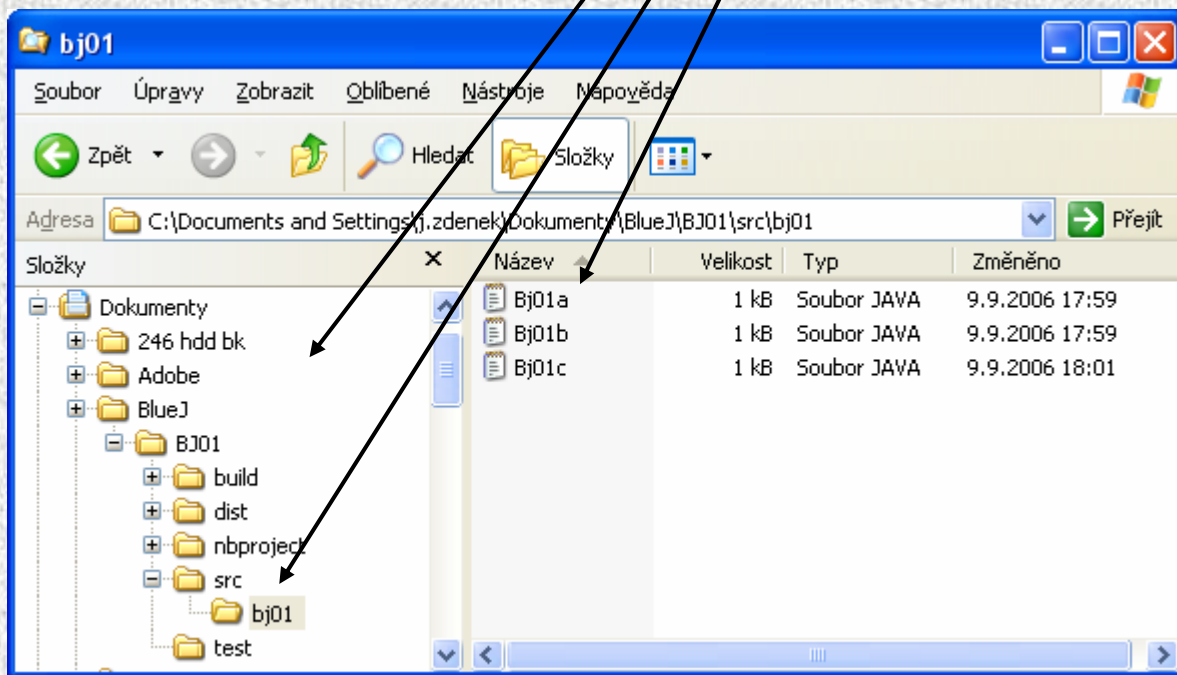 bj01
Soubor Úpravy Zobrazit Oblíbené Nástroje Nápověda
Zpět Hledat Složky
Adresa C:\Documents and Settings\j.zdenek\Dokumenty\BlueJ\BJ01\src\bj01 Přejít
Složky Název Velikost Typ Změněno
Dokumenty Bj01a 1 kB Soubor JAVA 9.9.2006 17:59
246 hdd bk Bj01b 1 kB Soubor JAVA 9.9.2006 17:59
Adobe Bj01c 1 kB Soubor JAVA 9.9.2006 18:01
BlueJ
BJ01
build
dist
nbproject
src
bj01
test